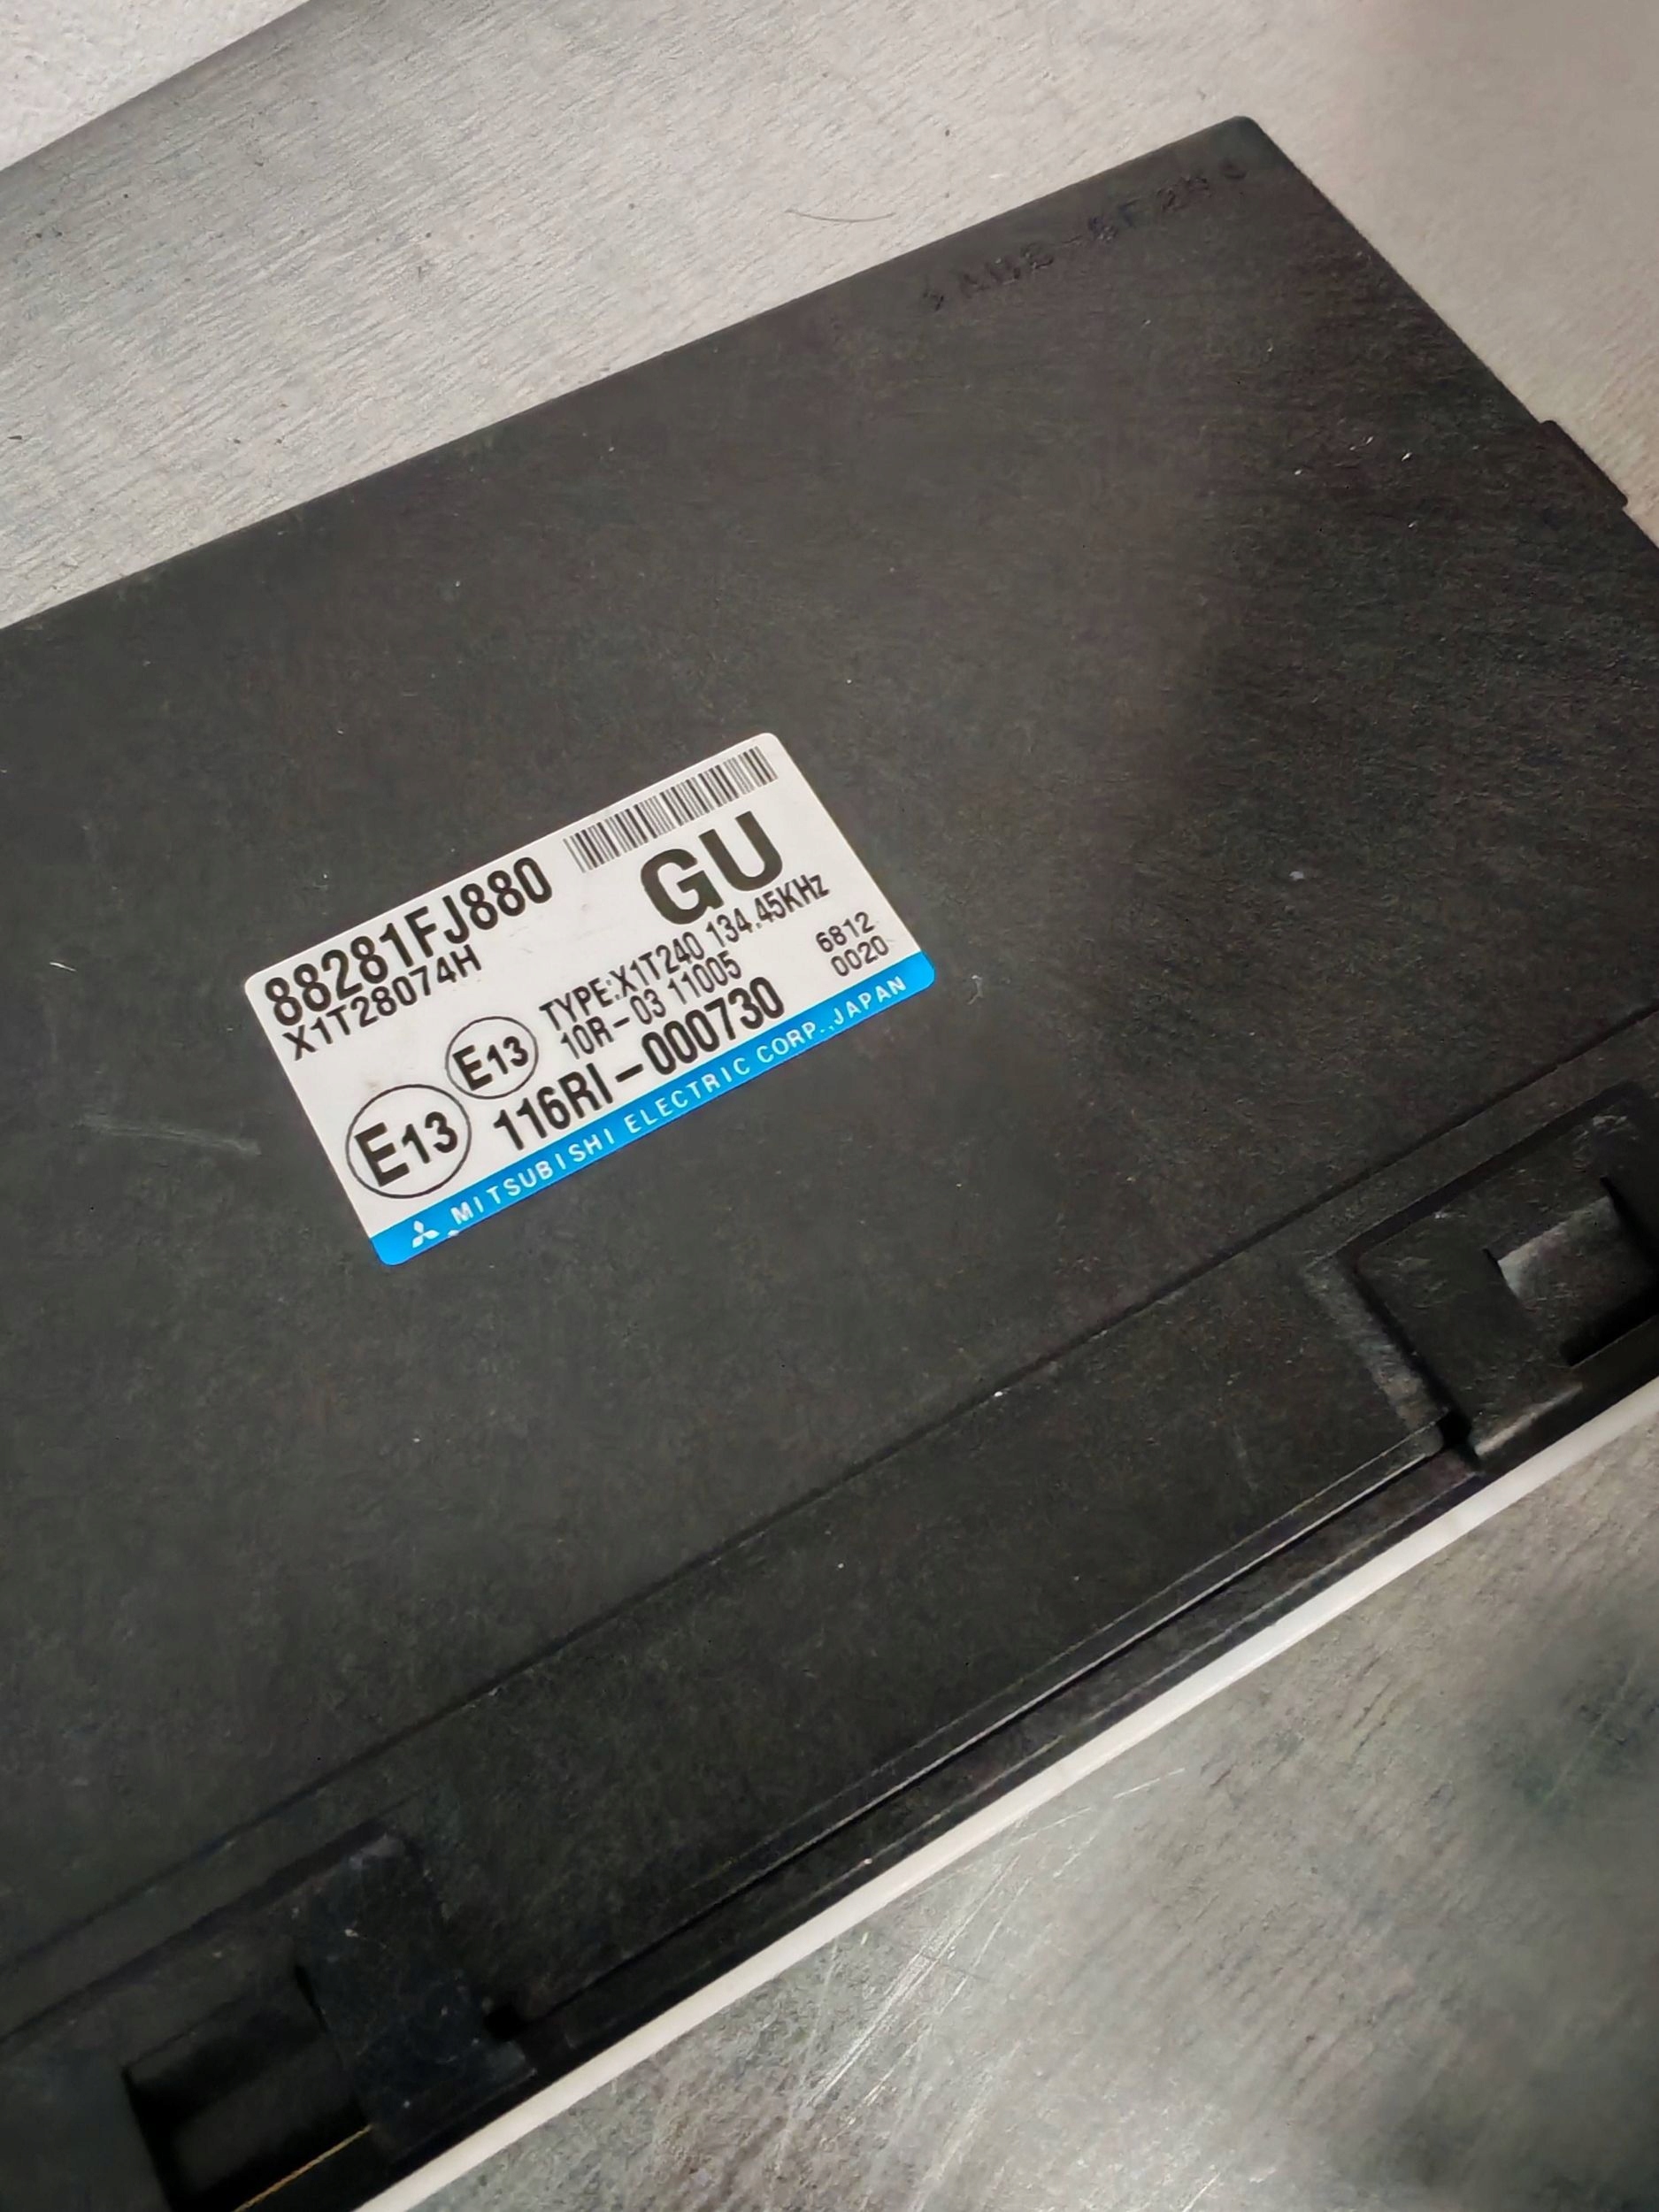 88281FJ880
X1T28074H
GU
TYPE:X1T240 134.45KHz
E13
10R-03 11005
6812
0020
E13
116RI-000730
MITSUBISHI ELECTRIC CORP., JAPAN